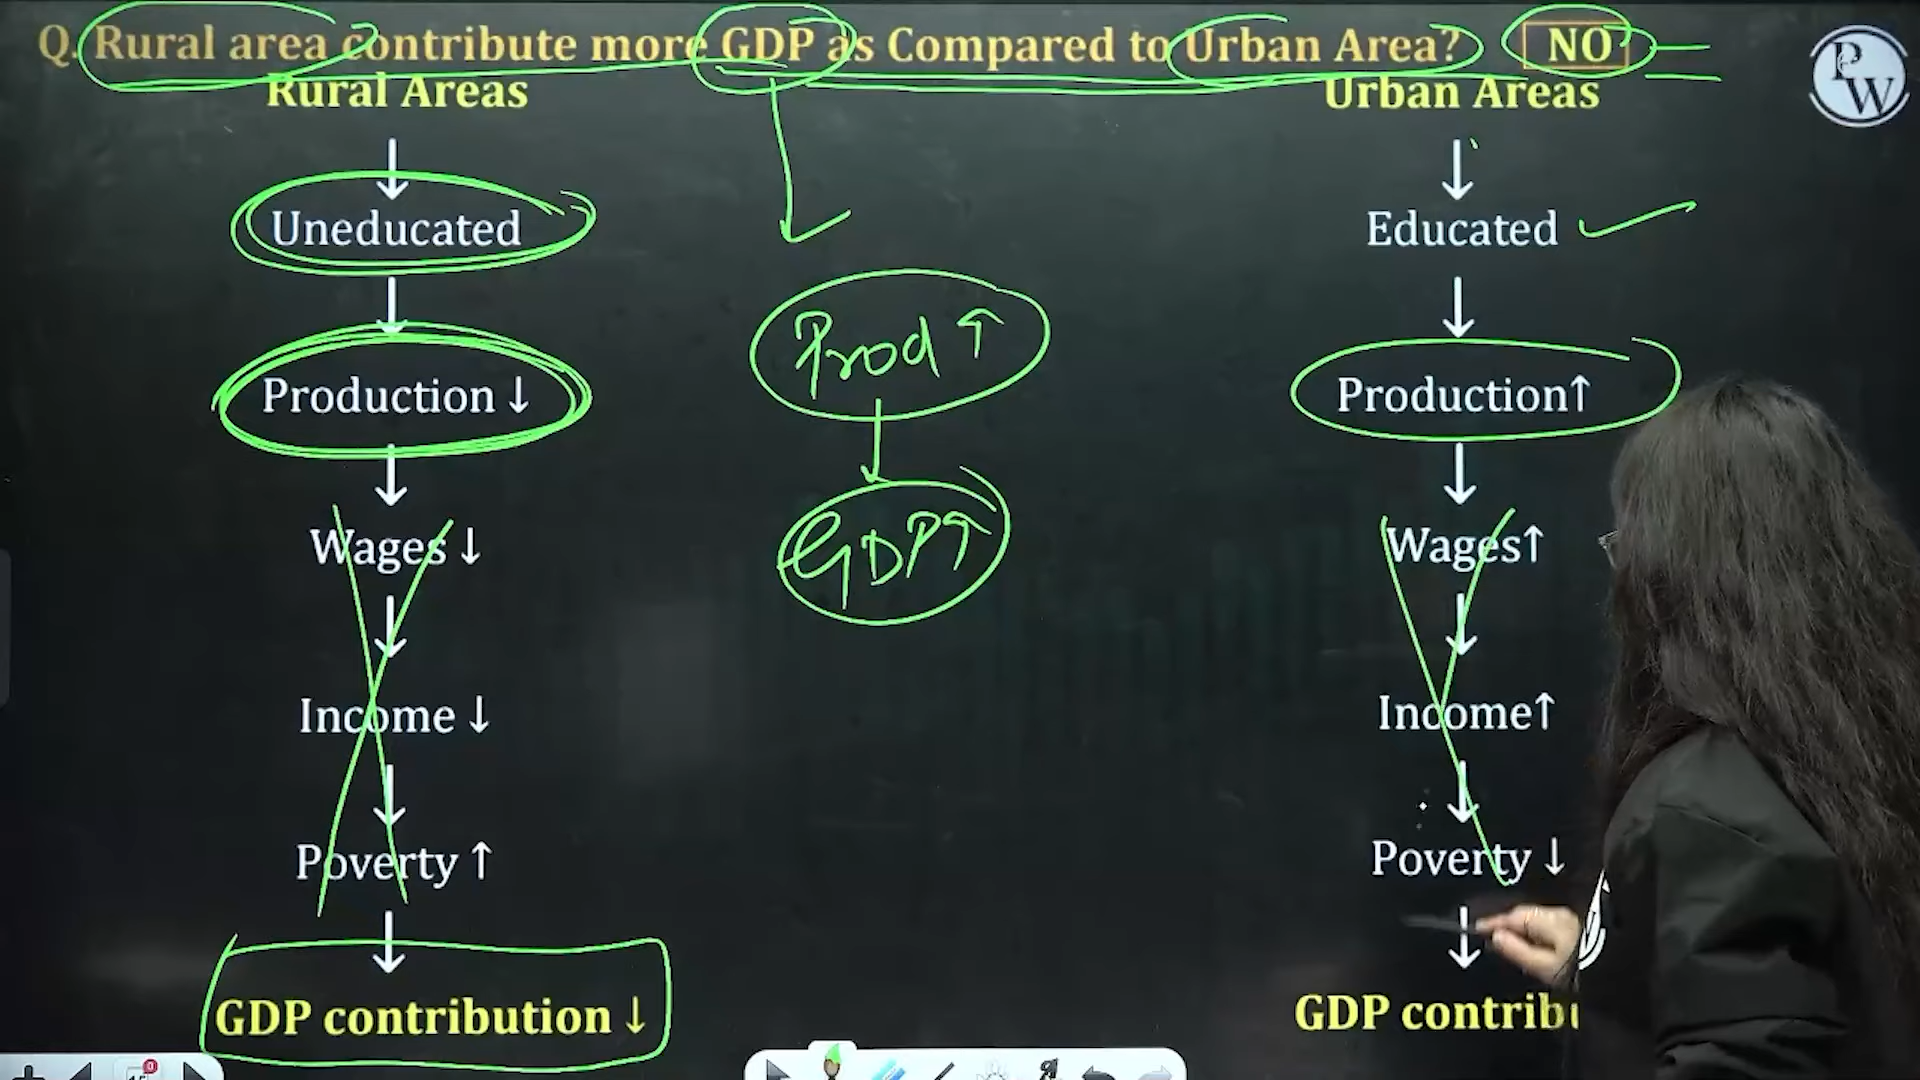 Q. Rural area contribute more GDP as Compared to Urban Area? NO
PW
Rural Areas
Uneducated
Production ↓
Wages ↓
Income ↓
Poverty ↑
GDP contribution ↓
Prod ↑
GDP↑
Urban Areas
Educated
Production↑
Wages↑
Income↑
Poverty ↓
GDP